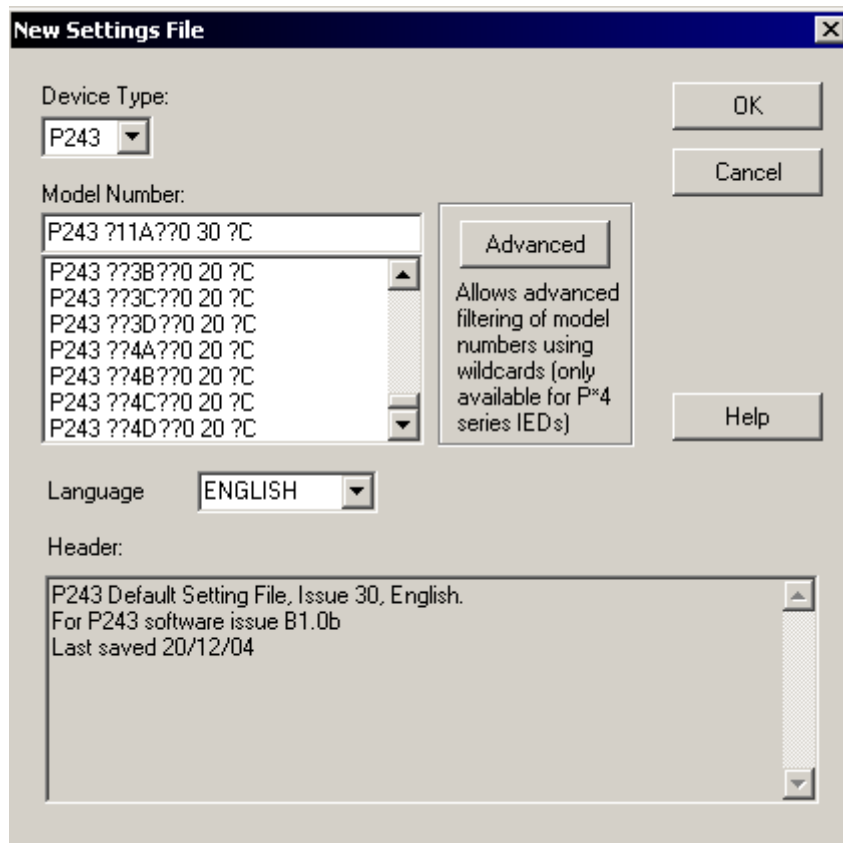 New Settings File
Device Type:
P243
OK
Cancel
Model Number:
P243 ?11A??0 30 ?C
P243 ??3B??0 20 ?C
P243 ??3C??0 20 ?C
P243 ??3D??0 20 ?C
P243 ??4A??0 20 ?C
P243 ??4B??0 20 ?C
P243 ??4C??0 20 ?C
P243 ??4D??0 20 ?C
Advanced
Allows advanced
filtering of model
numbers using
wildcards (only
available for P*4
series IEDs)
Help
Language
ENGLISH
Header:
P243 Default Setting File, Issue 30, English.
For P243 software issue B1.0b
Last saved 20/12/04